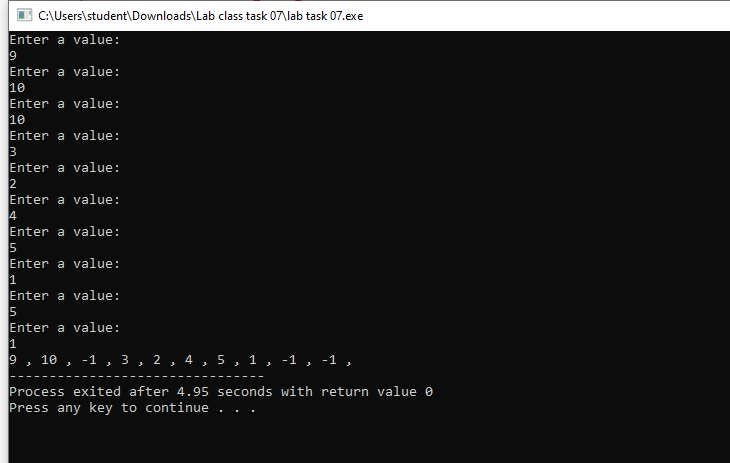 C:\Users\student\Downloads\Lab class task 07\lab task 07.exe
Enter a value:
9
Enter a value:
10
Enter a value:
10
Enter a value:
3
Enter a value:
2
Enter a value:
4
Enter a value:
5
Enter a value:
1
Enter a value:
5
Enter a value:
1
9 , 10 , -1 , 3 , 2 , 4 , 5 , 1 , -1 , -1 ,
--------------------------------
Process exited after 4.95 seconds with return value 0
Press any key to continue . . .